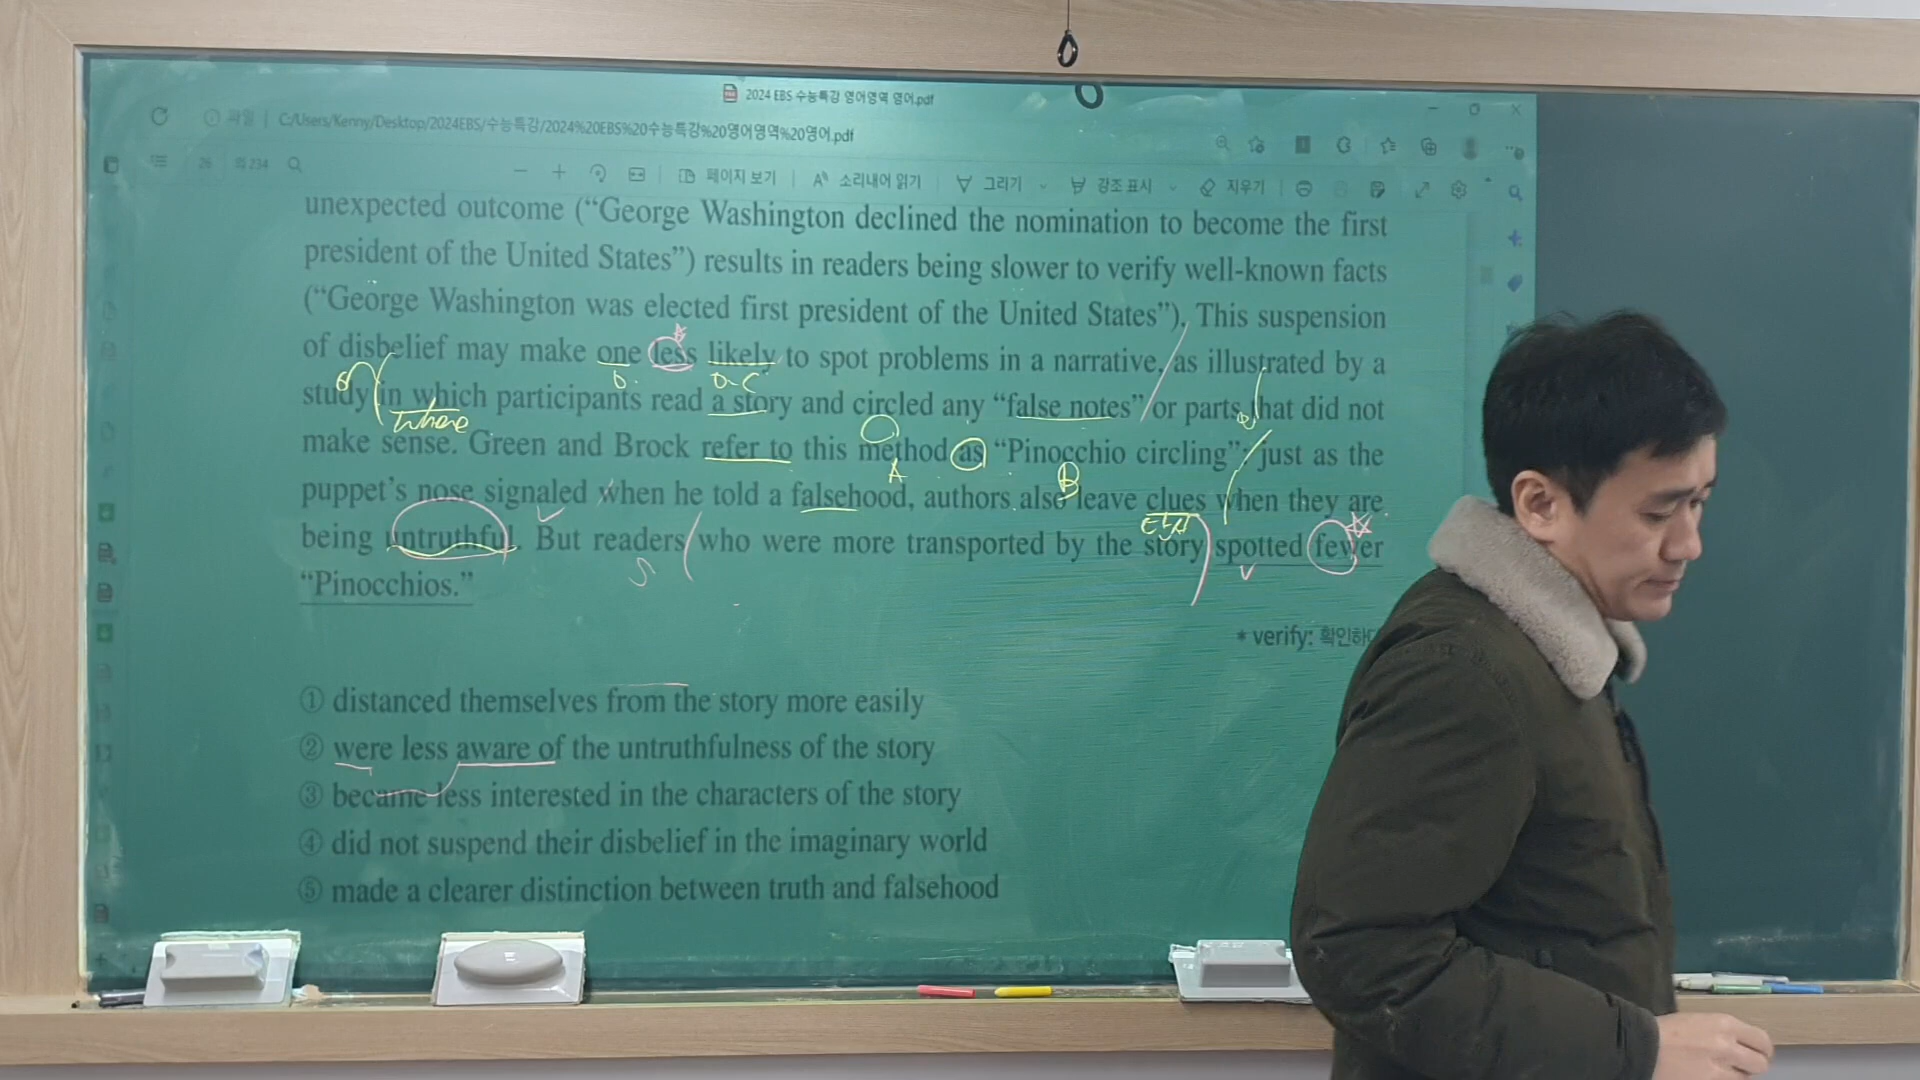 2024 EBS 수능특강 영어영역 영어.pdf
파일 | C:/Users/Kenny/Desktop/2024EBS/수능특강/2024%20EBS%20수능특강%20영어영역%20영어.pdf
26 의 234 페이지 보기 | 소리내어 읽기 | 그리기 강조 표시 지우기
unexpected outcome (“George Washington declined the nomination to become the first
president of the United States”) results in readers being slower to verify well-known facts
(“George Washington was elected first president of the United States”). This suspension
of disbelief may make one less likely to spot problems in a narrative, as illustrated by a
O. O.C
study in which participants read a story and circled any “false notes” or parts that did not
where
make sense. Green and Brock refer to this method as “Pinocchio circling”: just as the
A B
puppet’s nose signaled when he told a falsehood, authors also leave clues when they are
단서
being untruthful. But readers who were more transported by the story spotted fewer
S
“Pinocchios.”
* verify: 확인하
① distanced themselves from the story more easily
② were less aware of the untruthfulness of the story
③ became less interested in the characters of the story
④ did not suspend their disbelief in the imaginary world
⑤ made a clearer distinction between truth and falsehood